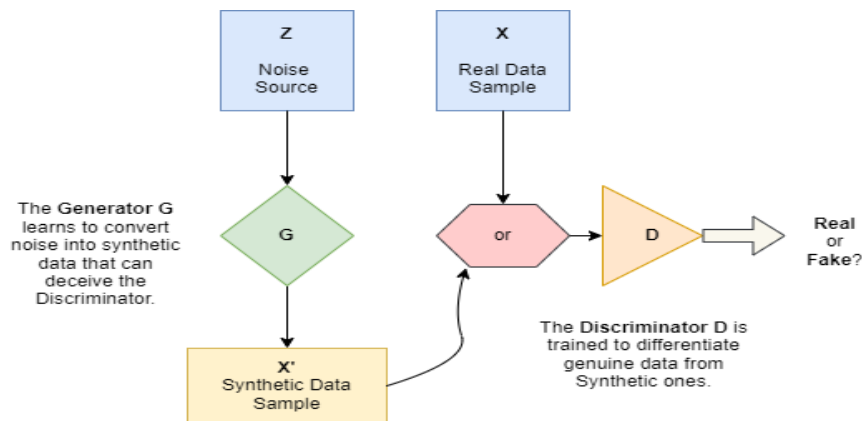 Z
Noise
Source
X
Real Data
Sample
The Generator G
learns to convert
noise into synthetic
data that can
deceive the
Discriminator.
G
or
D
Real
or
Fake?
X'
Synthetic Data
Sample
The Discriminator D is
trained to differentiate
genuine data from
Synthetic ones.